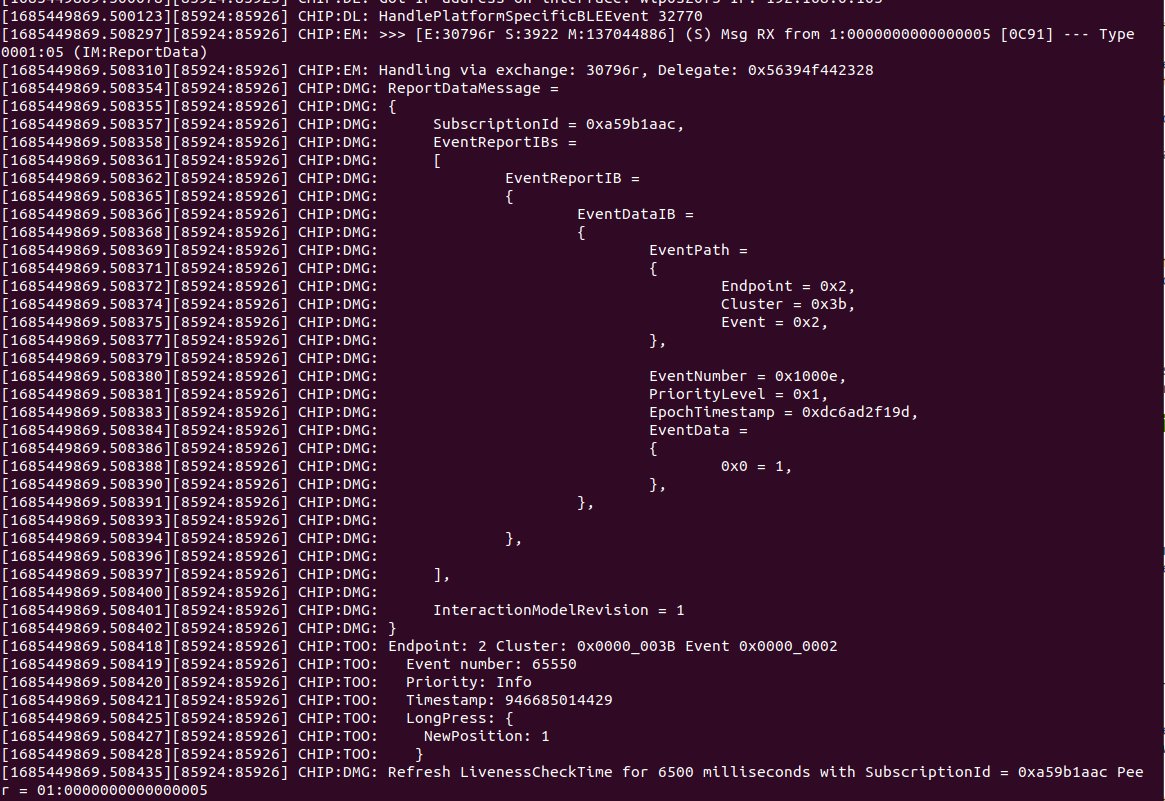 [1685449869.500123][85924:85926] CHIP:DL: HandlePlatformSpecificBLEEvent 32770
[1685449869.508297][85924:85926] CHIP:EM: >>> [E:30796r S:3922 M:137044886] (S) Msg RX from 1:0000000000000005 [0C91] --- Type
0001:05 (IM:ReportData)
[1685449869.508310][85924:85926] CHIP:EM: Handling via exchange: 30796r, Delegate: 0x56394f442328
[1685449869.508354][85924:85926] CHIP:DMG: ReportDataMessage =
[1685449869.508355][85924:85926] CHIP:DMG: {
[1685449869.508357][85924:85926] CHIP:DMG: SubscriptionId = 0xa59b1aac,
[1685449869.508358][85924:85926] CHIP:DMG: EventReportIBs =
[1685449869.508361][85924:85926] CHIP:DMG: [
[1685449869.508362][85924:85926] CHIP:DMG: EventReportIB =
[1685449869.508365][85924:85926] CHIP:DMG: {
[1685449869.508366][85924:85926] CHIP:DMG: EventDataIB =
[1685449869.508368][85924:85926] CHIP:DMG: {
[1685449869.508369][85924:85926] CHIP:DMG: EventPath =
[1685449869.508371][85924:85926] CHIP:DMG: {
[1685449869.508372][85924:85926] CHIP:DMG: Endpoint = 0x2,
[1685449869.508374][85924:85926] CHIP:DMG: Cluster = 0x3b,
[1685449869.508375][85924:85926] CHIP:DMG: Event = 0x2,
[1685449869.508377][85924:85926] CHIP:DMG: },
[1685449869.508379][85924:85926] CHIP:DMG:
[1685449869.508380][85924:85926] CHIP:DMG: EventNumber = 0x1000e,
[1685449869.508381][85924:85926] CHIP:DMG: PriorityLevel = 0x1,
[1685449869.508383][85924:85926] CHIP:DMG: EpochTimestamp = 0xdc6ad2f19d,
[1685449869.508384][85924:85926] CHIP:DMG: EventData =
[1685449869.508386][85924:85926] CHIP:DMG: {
[1685449869.508388][85924:85926] CHIP:DMG: 0x0 = 1,
[1685449869.508390][85924:85926] CHIP:DMG: },
[1685449869.508391][85924:85926] CHIP:DMG: },
[1685449869.508393][85924:85926] CHIP:DMG:
[1685449869.508394][85924:85926] CHIP:DMG: },
[1685449869.508396][85924:85926] CHIP:DMG:
[1685449869.508397][85924:85926] CHIP:DMG: ],
[1685449869.508400][85924:85926] CHIP:DMG:
[1685449869.508401][85924:85926] CHIP:DMG: InteractionModelRevision = 1
[1685449869.508402][85924:85926] CHIP:DMG: }
[1685449869.508418][85924:85926] CHIP:TOO: Endpoint: 2 Cluster: 0x0000_003B Event 0x0000_0002
[1685449869.508419][85924:85926] CHIP:TOO: Event number: 65550
[1685449869.508420][85924:85926] CHIP:TOO: Priority: Info
[1685449869.508421][85924:85926] CHIP:TOO: Timestamp: 946685014429
[1685449869.508425][85924:85926] CHIP:TOO: LongPress: {
[1685449869.508427][85924:85926] CHIP:TOO: NewPosition: 1
[1685449869.508428][85924:85926] CHIP:TOO: }
[1685449869.508435][85924:85926] CHIP:DMG: Refresh LivenessCheckTime for 6500 milliseconds with SubscriptionId = 0xa59b1aac Pee
r = 01:0000000000000005